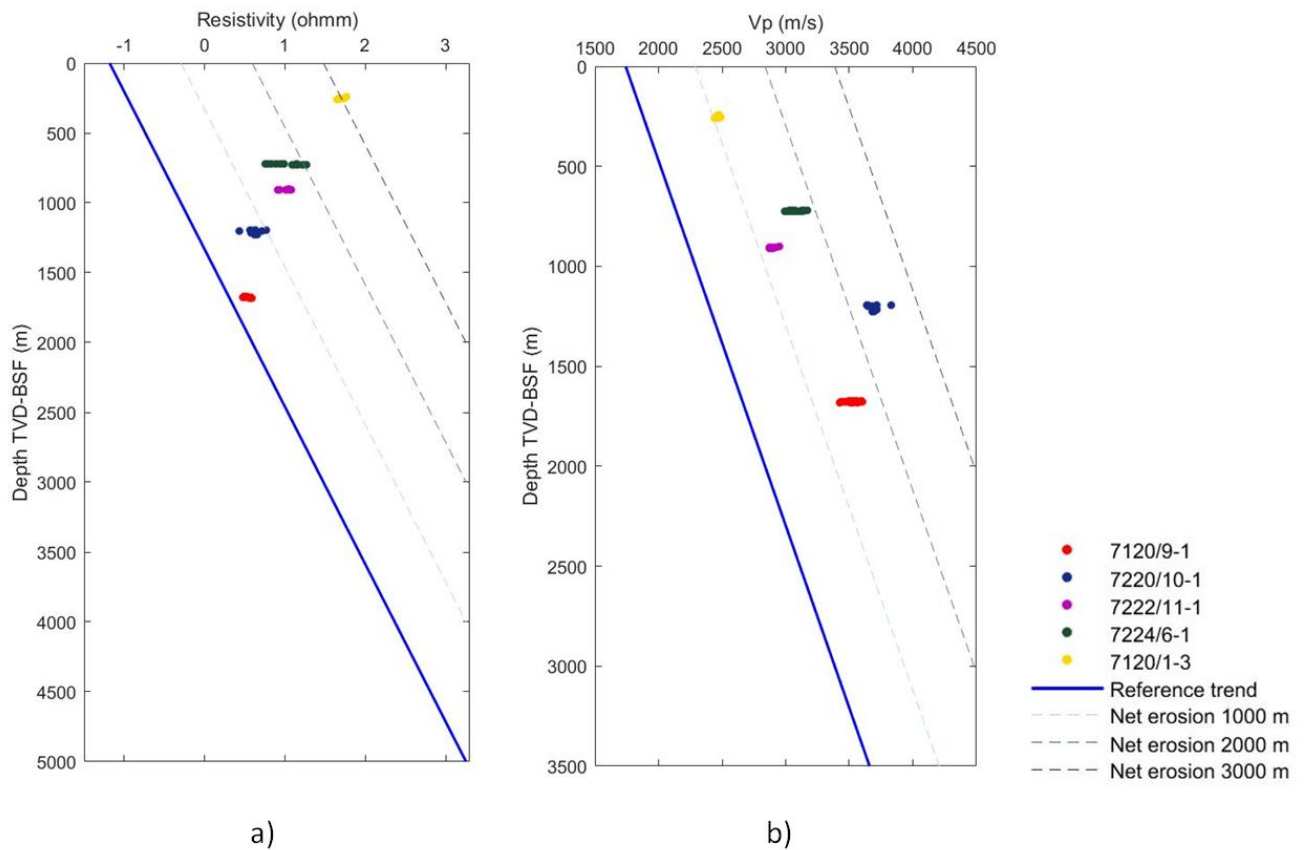 Resistivity (ohmm)
-1 0 1 2 3
0
500
1000
1500
2000
2500
3000
3500
4000
4500
5000
Depth TVD-BSF (m)
a)
Vp (m/s)
1500 2000 2500 3000 3500 4000 4500
0
500
1000
1500
2000
2500
3000
3500
Depth TVD-BSF (m)
b)
7120/9-1
7220/10-1
7222/11-1
7224/6-1
7120/1-3
Reference trend
Net erosion 1000 m
Net erosion 2000 m
Net erosion 3000 m